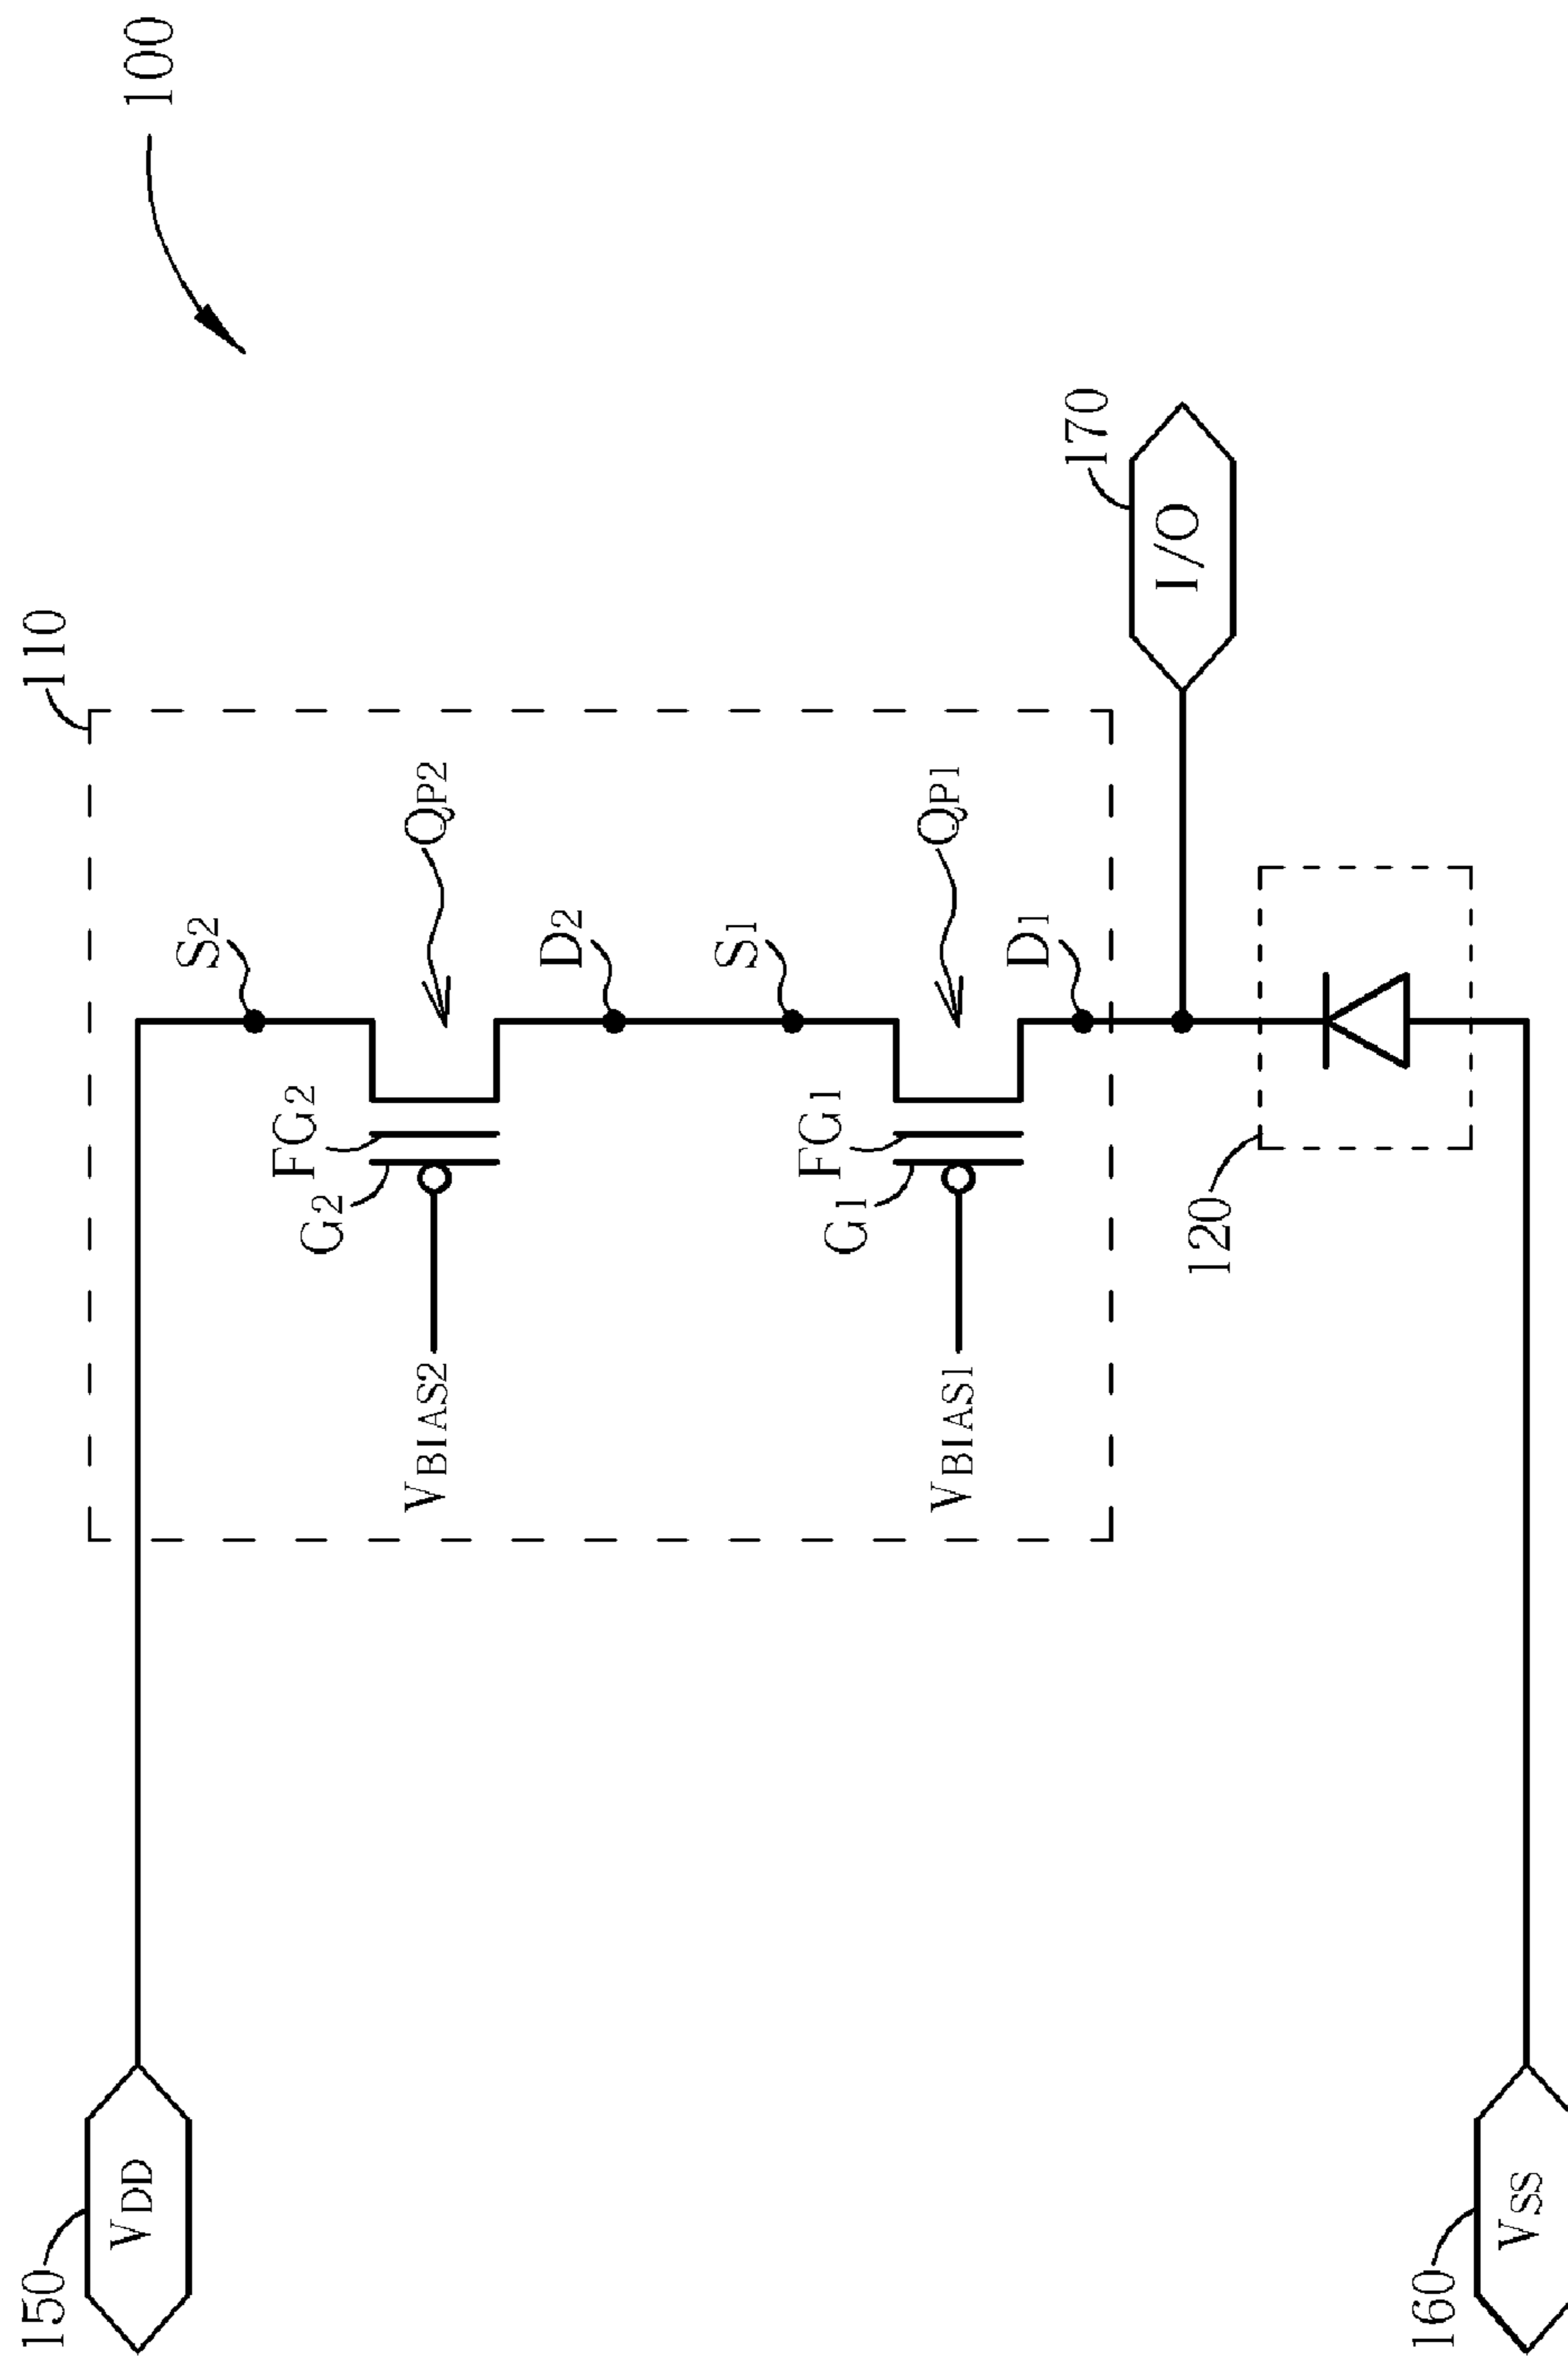 100
110
S2
QP2
FG2
G2
VBIAS2
D2
S1
QP1
FG1
G1
VBIAS1
D1
170
I/O
120
150
VDD
160
VSS